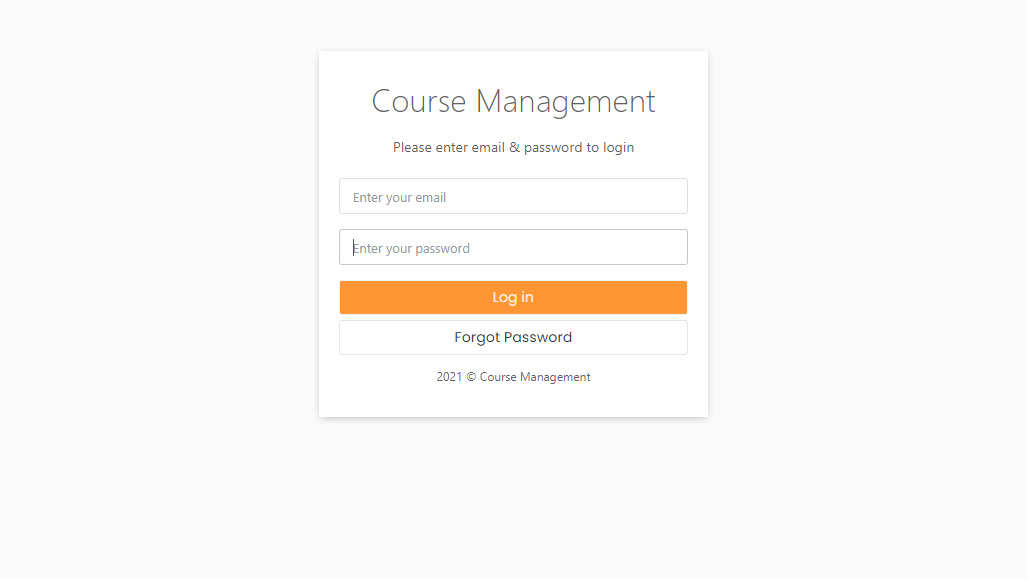 Course Management
Please enter email & password to login
Enter your email
Enter your password
Log in
Forgot Password
2021 © Course Management